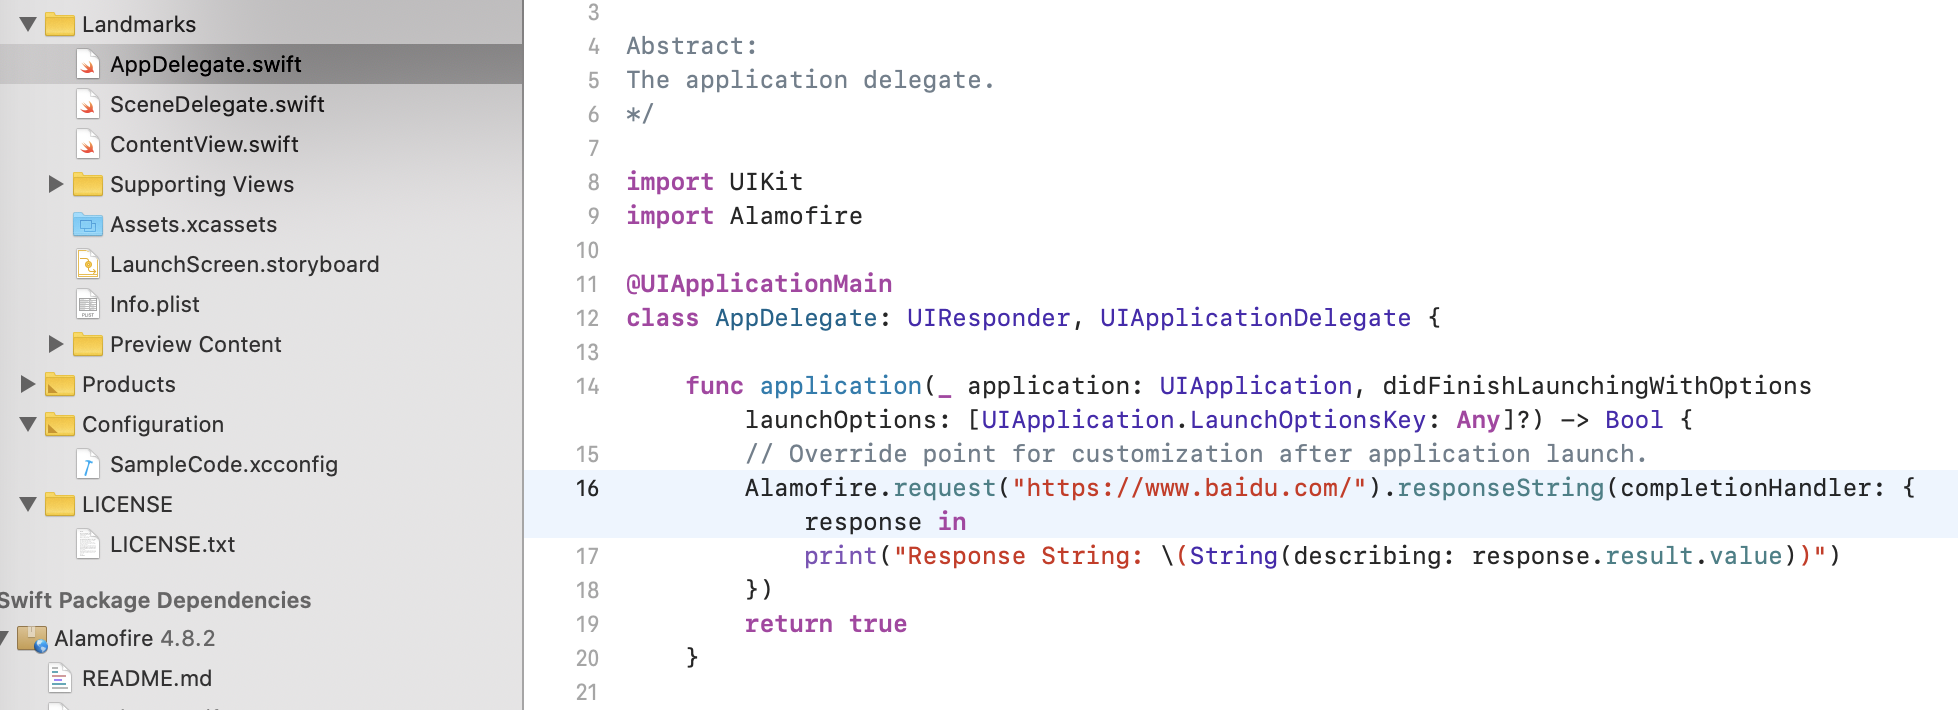 Landmarks
AppDelegate.swift
SceneDelegate.swift
ContentView.swift
Supporting Views
Assets.xcassets
LaunchScreen.storyboard
Info.plist
Preview Content
Products
Configuration
SampleCode.xcconfig
LICENSE
LICENSE.txt
Swift Package Dependencies
Alamofire 4.8.2
README.md
3
4 Abstract:
5 The application delegate.
6 */
7
8 import UIKit
9 import Alamofire
10
11 @UIApplicationMain
12 class AppDelegate: UIResponder, UIApplicationDelegate {
13
14 func application(_ application: UIApplication, didFinishLaunchingWithOptions
launchOptions: [UIApplication.LaunchOptionsKey: Any]?) -> Bool {
15 // Override point for customization after application launch.
16 Alamofire.request("https://www.baidu.com/").responseString(completionHandler: {
response in
17 print("Response String: \(String(describing: response.result.value))")
18 })
19 return true
20 }
21